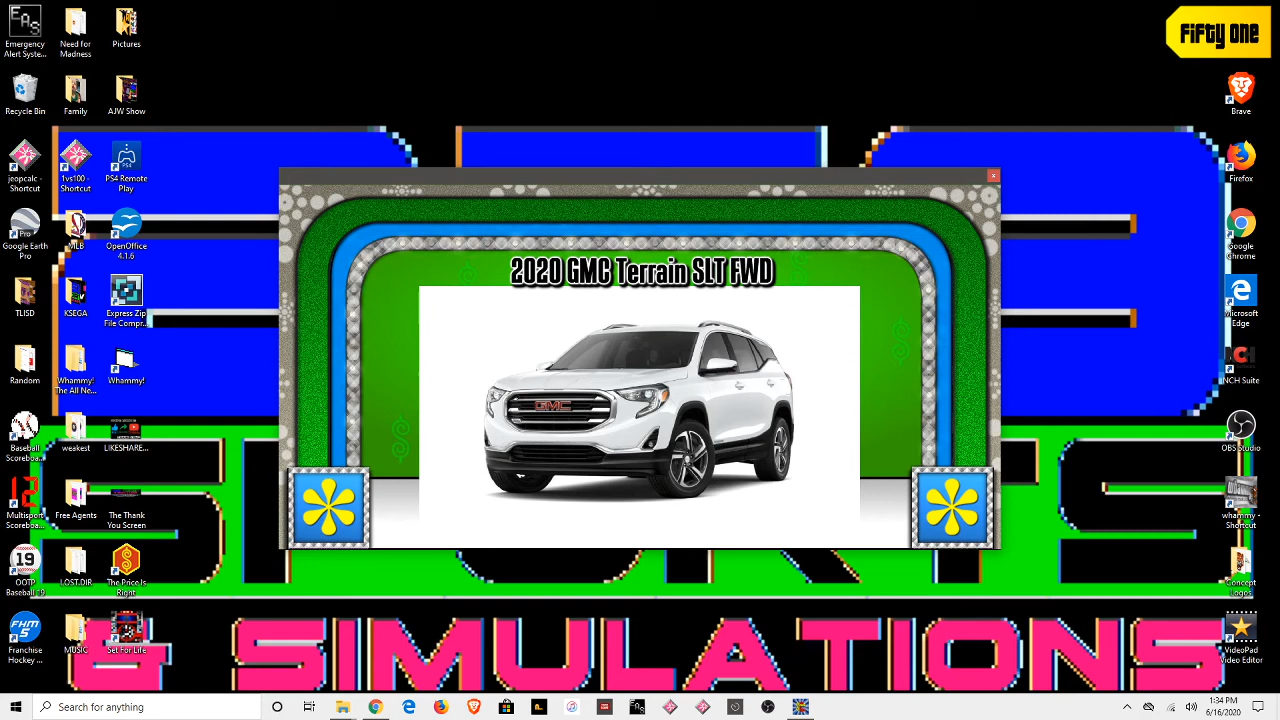 Emergency
Alert Syste...
Need for
Madness
Pictures
FiFty One
Recycle Bin
Family
AJW Show
Brave
jeoppalc -
Shortcut
1vs100 -
Shortcut
PS4 Remote
Play
Firefox
Google Earth
Pro
MLB
OpenOffice
4.1.6
Google
Chrome
2020 GMC Terrain SLT FWD
GMC
TLISD
KSEGA
Express Zip
File Compr...
Microsoft
Edge
Random
Whammy!
The All Ne...
Whammy!
NCH Suite
Baseball
Scoreboa...
weakest
LIKESHARE...
OBS Studio
12
Multisport
Scoreboa...
Free Agents
The Thank
You Screen
whammy -
Shortcut
19
OOTP
Baseball 19
LOST.DIR
The Price Is
Right
Concept
Logos
FHM
5
Franchise
Hockey ...
MUSIC
Set For Life
VideoPad
Video Editor
& SIMULATIONS
Search for anything
1:34 PM
6/16/2020